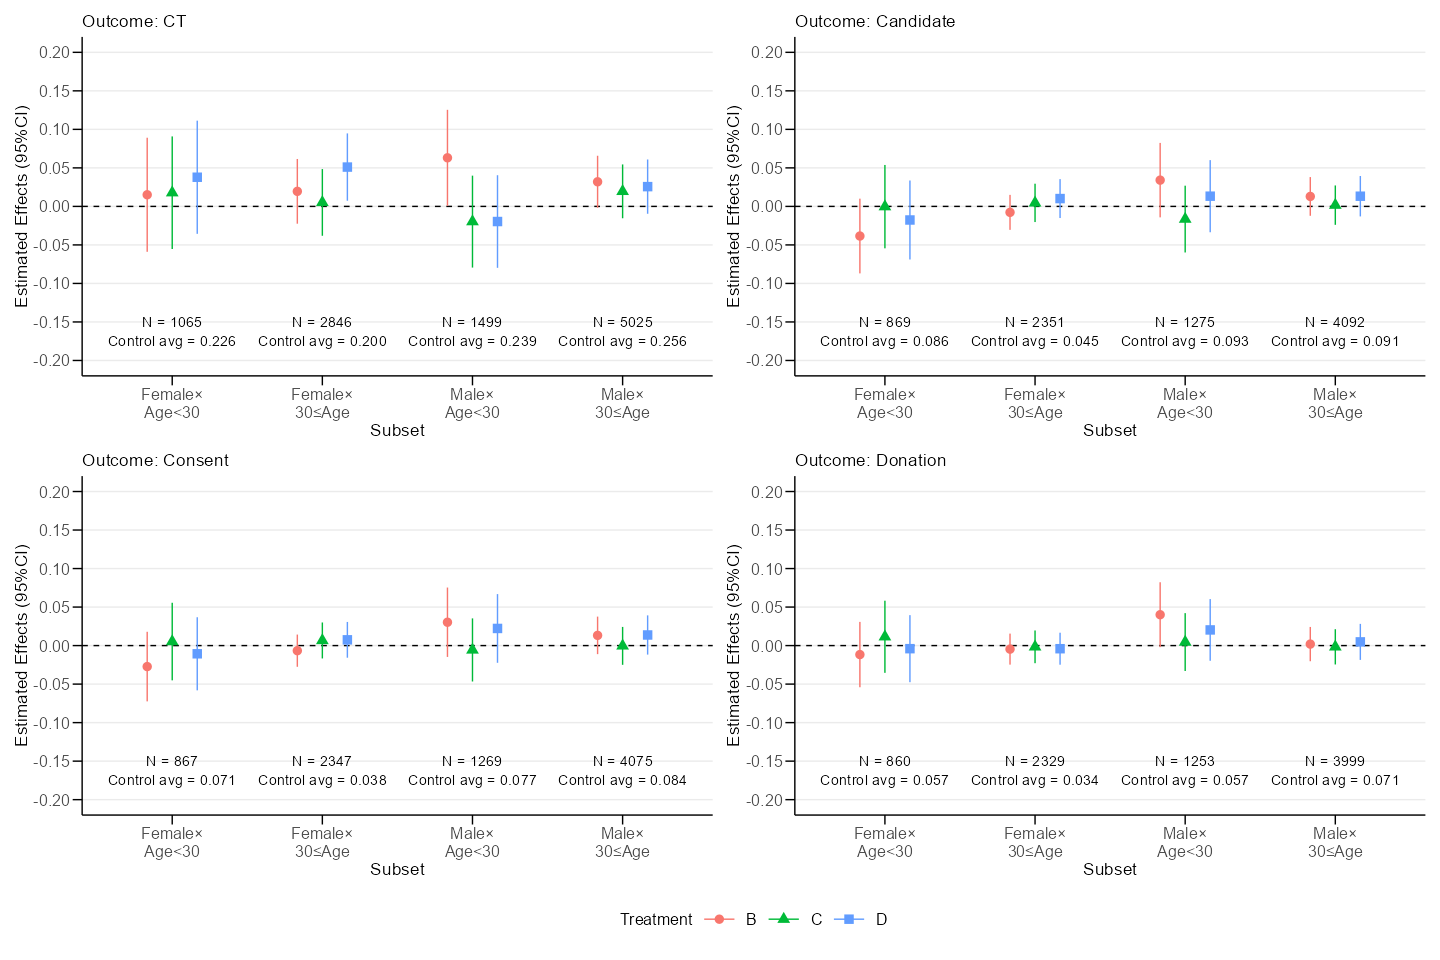 Outcome: CT
Estimated Effects (95%CI)
0.20
0.15
0.10
0.05
0.00
-0.05
-0.10
-0.15
-0.20
N = 1065
Control avg = 0.226
N = 2846
Control avg = 0.200
N = 1499
Control avg = 0.239
N = 5025
Control avg = 0.256
Female×
Age<30
Female×
30≤Age
Male×
Age<30
Male×
30≤Age
Subset
Outcome: Candidate
Estimated Effects (95%CI)
0.20
0.15
0.10
0.05
0.00
-0.05
-0.10
-0.15
-0.20
N = 869
Control avg = 0.086
N = 2351
Control avg = 0.045
N = 1275
Control avg = 0.093
N = 4092
Control avg = 0.091
Female×
Age<30
Female×
30≤Age
Male×
Age<30
Male×
30≤Age
Subset
Outcome: Consent
Estimated Effects (95%CI)
0.20
0.15
0.10
0.05
0.00
-0.05
-0.10
-0.15
-0.20
N = 867
Control avg = 0.071
N = 2347
Control avg = 0.038
N = 1269
Control avg = 0.077
N = 4075
Control avg = 0.084
Female×
Age<30
Female×
30≤Age
Male×
Age<30
Male×
30≤Age
Subset
Outcome: Donation
Estimated Effects (95%CI)
0.20
0.15
0.10
0.05
0.00
-0.05
-0.10
-0.15
-0.20
N = 860
Control avg = 0.057
N = 2329
Control avg = 0.034
N = 1253
Control avg = 0.057
N = 3999
Control avg = 0.071
Female×
Age<30
Female×
30≤Age
Male×
Age<30
Male×
30≤Age
Subset
Treatment B C D